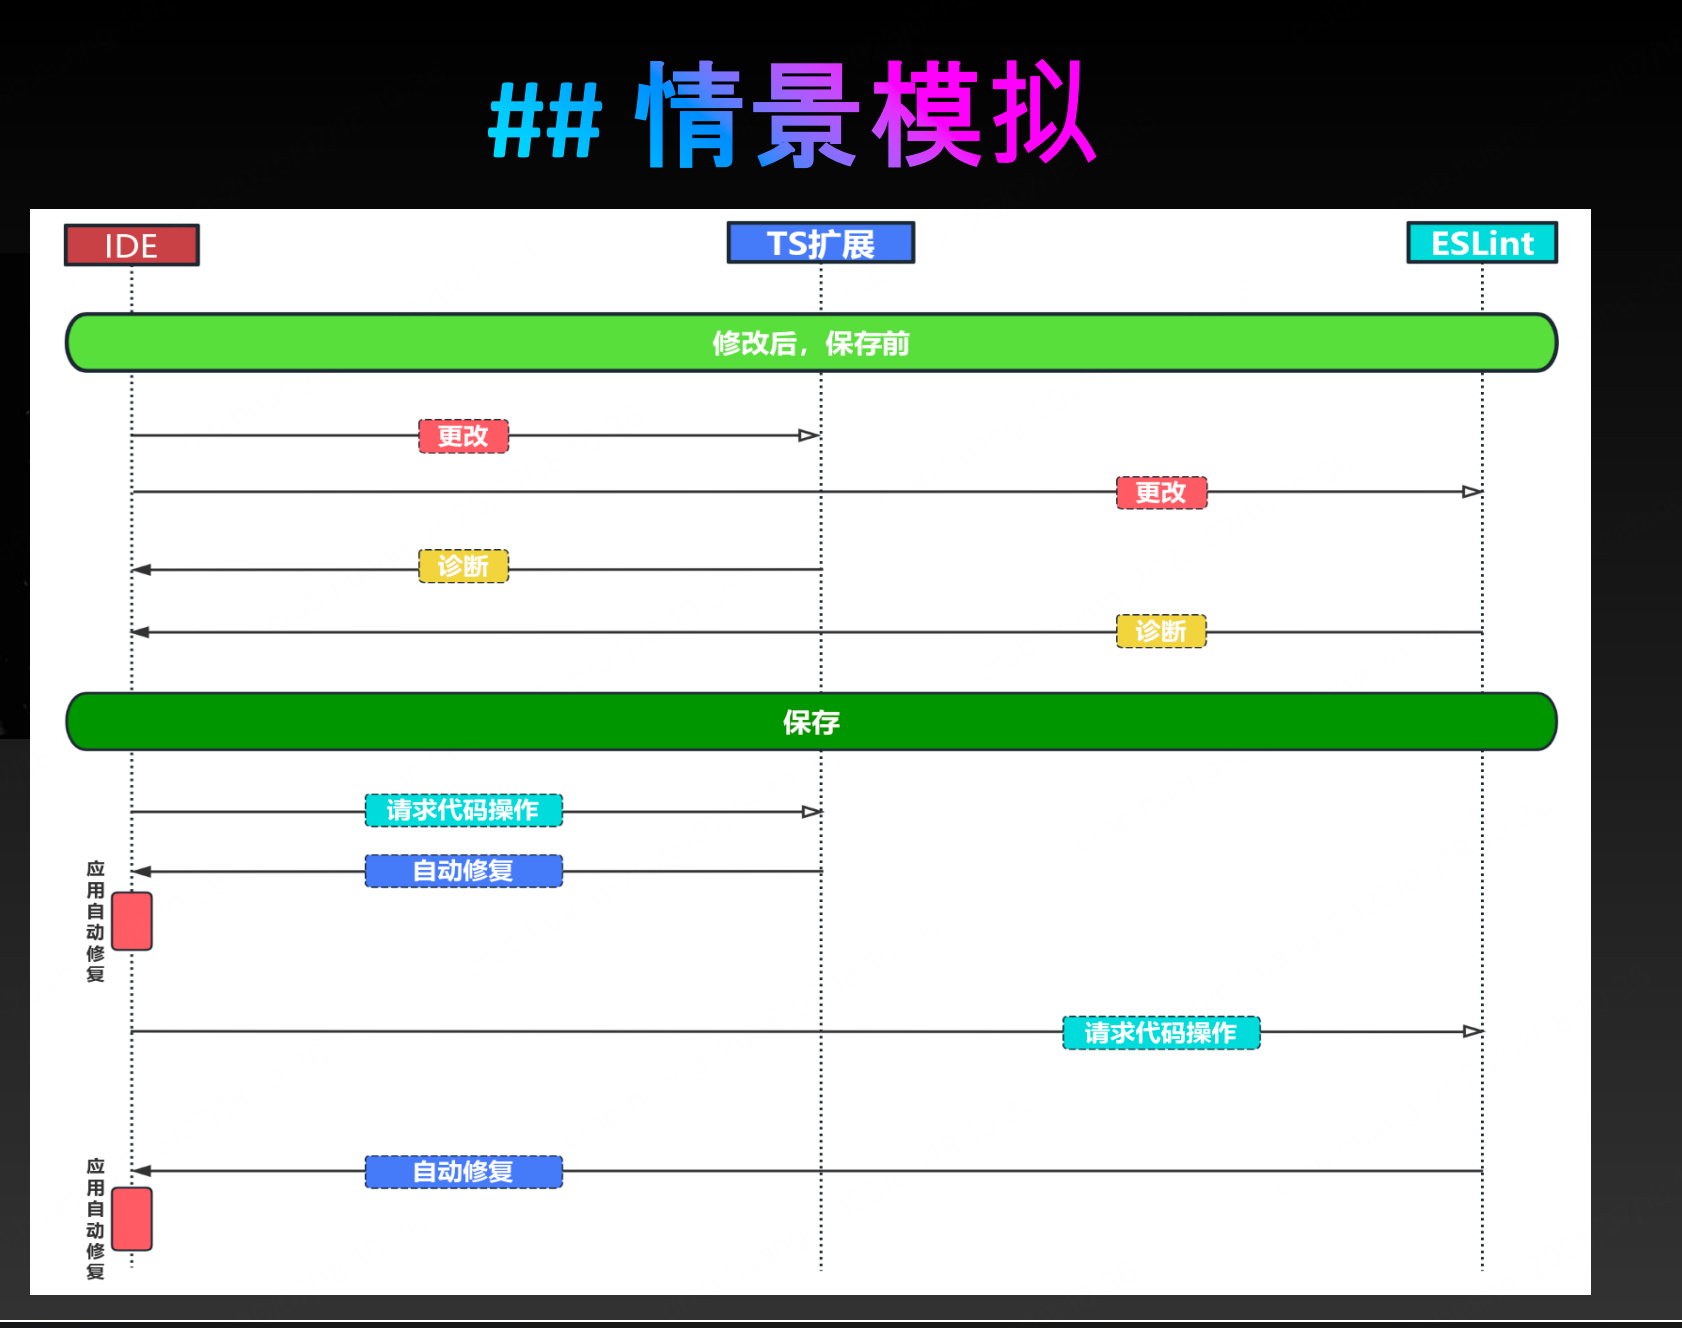 ## 情景模拟
IDE
TS扩展
ESLint
修改后，保存前
更改
更改
诊断
诊断
保存
请求代码操作
自动修复
应用自动修复
请求代码操作
自动修复
应用自动修复